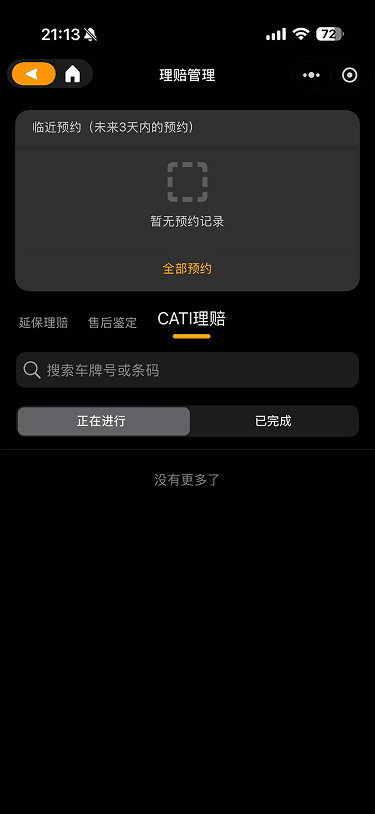 21:13
72
理赔管理
临近预约（未来3天内的预约）
暂无预约记录
全部预约
延保理赔 售后鉴定 CATI理赔
搜索车牌号或条码
正在进行 已完成
没有更多了